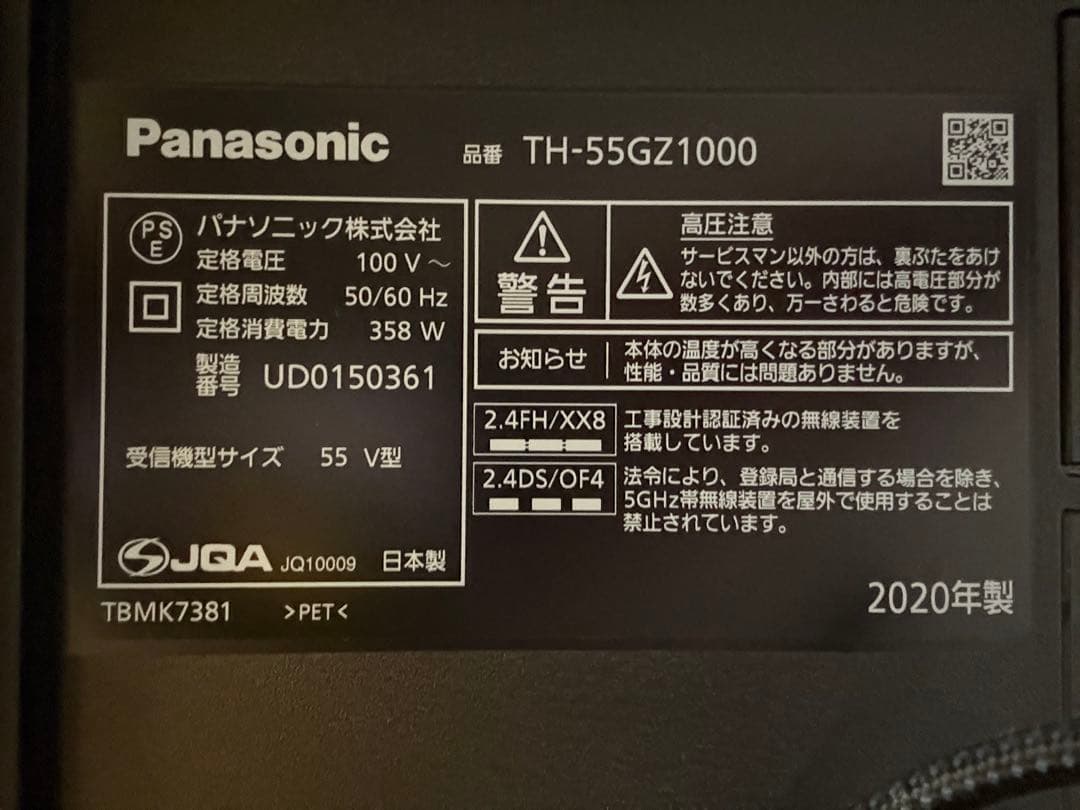 Panasonic 品番 TH-55GZ1000
PSE パナソニック株式会社
定格電圧 100 V ～
定格周波数 50/60 Hz
定格消費電力 358 W
製造番号 UD0150361
受信機型サイズ 55 V型
JQA JQ10009 日本製
TBMK7381 >PET<
警告
高圧注意
サービスマン以外の方は、裏ぶたをあけ
ないでください。内部には高電圧部分が
数多くあり、万一さわると危険です。
お知らせ
本体の温度が高くなる部分がありますが、
性能・品質には問題ありません。
2.4FH/XX8
工事設計認証済みの無線装置を
搭載しています。
2.4DS/OF4
法令により、登録局と通信する場合を除き、
5GHz帯無線装置を屋外で使用することは
禁止されています。
2020年製